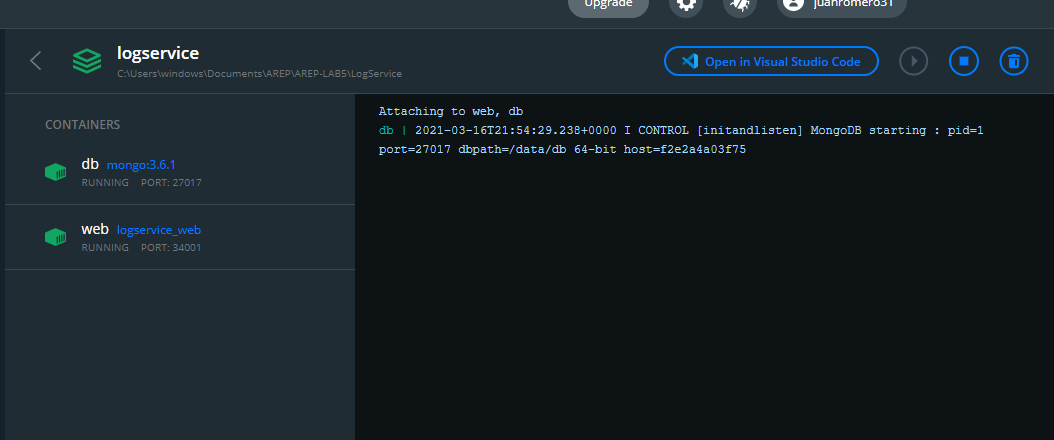 Upgrade
juanromero31
logservice
C:\Users\windows\Documents\AREP\AREP-LAB5\LogService
Open in Visual Studio Code
CONTAINERS
db mongo:3.6.1
RUNNING PORT: 27017
web logservice_web
RUNNING PORT: 34001
Attaching to web, db
db | 2021-03-16T21:54:29.238+0000 I CONTROL [initandlisten] MongoDB starting : pid=1
port=27017 dbpath=/data/db 64-bit host=f2e2a4a03f75